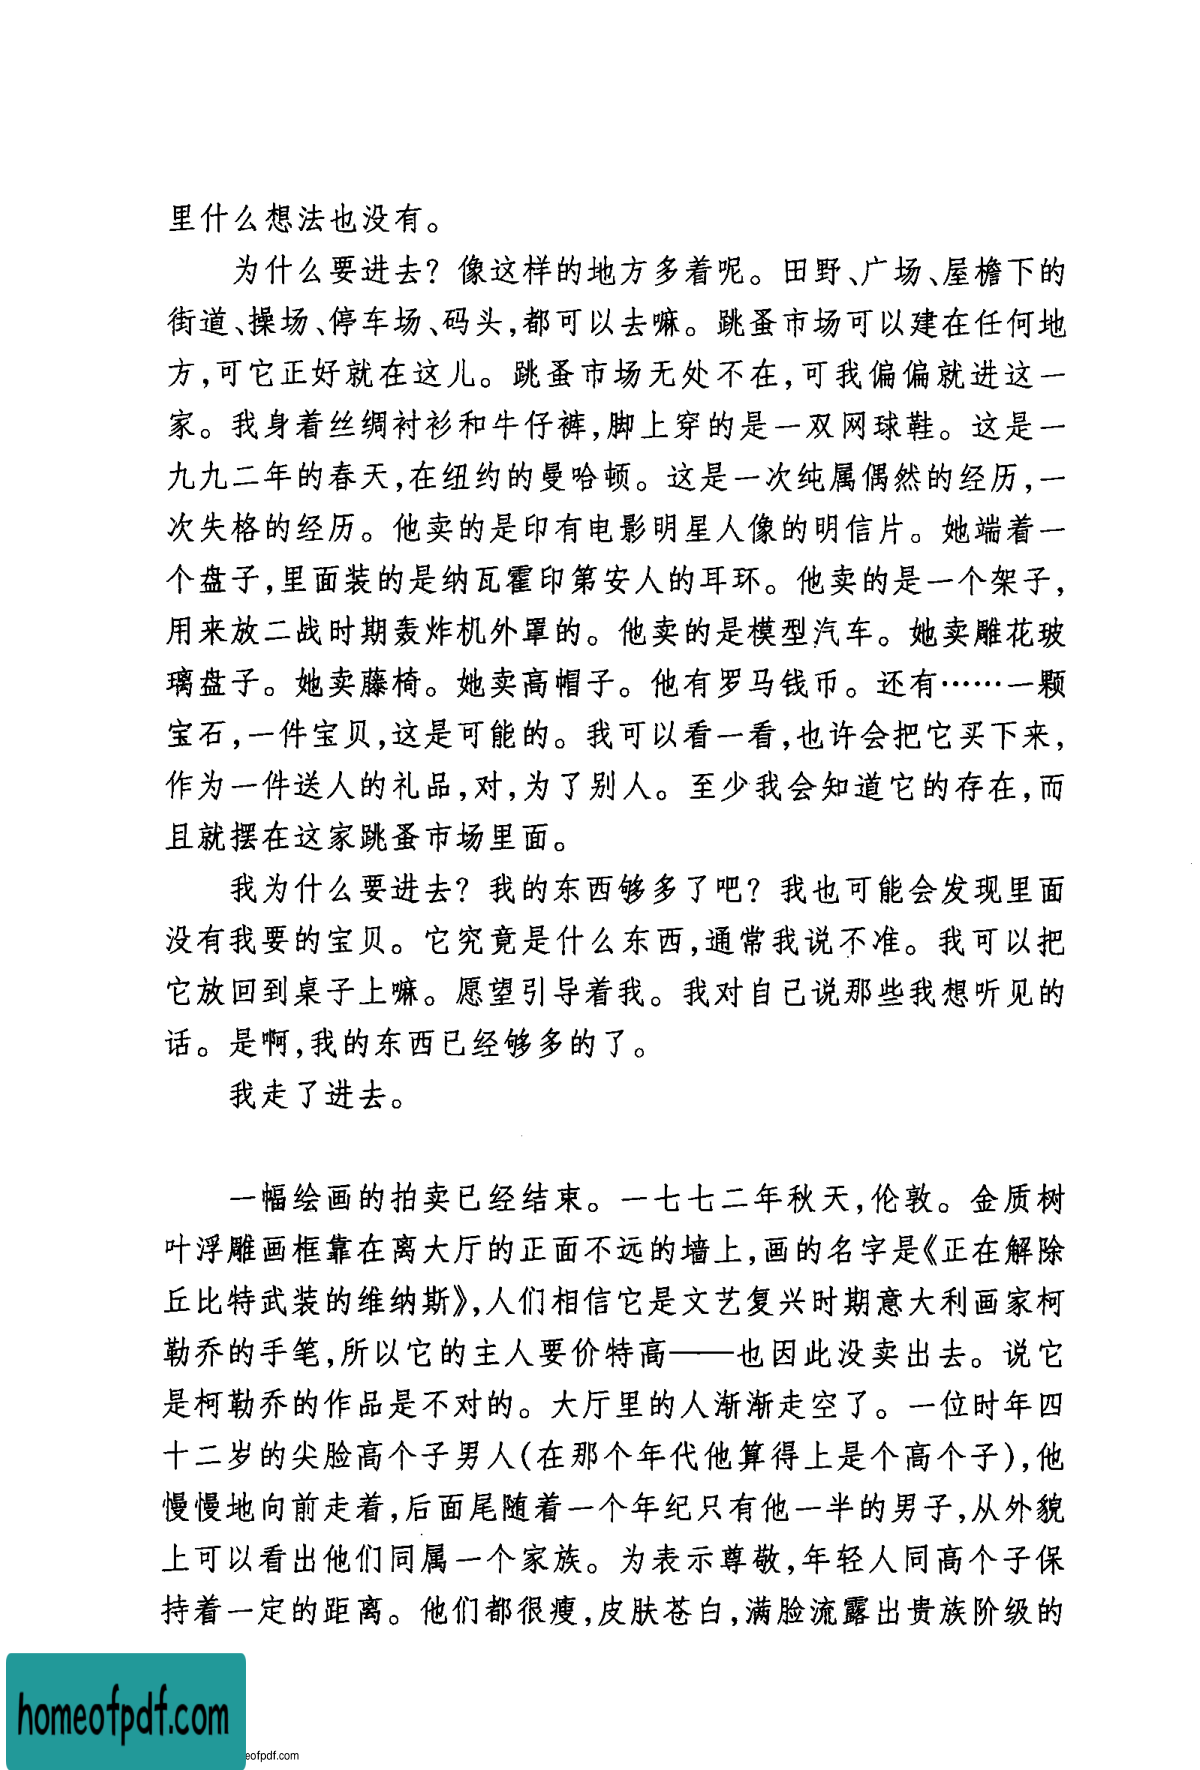 里什么想法也没有。
为什么要进去？像这样的地方多着呢。田野、广场、屋檐下的
街道、操场、停车场、码头，都可以去嘛。跳蚤市场可以建在任何地
方，可它正好就在这儿。跳蚤市场无处不在，可我偏偏就进这一
家。我身着丝绸衬衫和牛仔裤，脚上穿的是一双网球鞋。这是一
九九二年的春天，在纽约的曼哈顿。这是一次纯属偶然的经历，一
次失格的经历。他卖的是印有电影明星人像的明信片。她端着一
个盘子，里面装的是纳瓦霍印第安人的耳环。他卖的是一个架子，
用来放二战时期轰炸机外罩的。他卖的是模型汽车。她卖雕花玻
璃盘子。她卖藤椅。她卖高帽子。他有罗马钱币。还有……一颗
宝石，一件宝贝，这是可能的。我可以看一看，也许会把它买下来，
作为一件送人的礼品，对，为了别人。至少我会知道它的存在，而
且就摆在这家跳蚤市场里面。
我为什么要进去？我的东西够多了吧？我也可能会发现里面
没有我要的宝贝。它究竟是什么东西，通常我说不准。我可以把
它放回到桌子上嘛。愿望引导着我。我对自己说那些我想听见的
话。是啊，我的东西已经够多的了。
我走了进去。
一幅绘画的拍卖已经结束。一七七二年秋天，伦敦。金质树
叶浮雕画框靠在离大厅的正面不远的墙上，画的名字是《正在解除
丘比特武装的维纳斯》，人们相信它是文艺复兴时期意大利画家柯
勒乔的手笔，所以它的主人要价特高——也因此没卖出去。说它
是柯勒乔的作品是不对的。大厅里的人渐渐走空了。一位时年四
十二岁的尖脸高个子男人（在那个年代他算得上是个高个子），他
慢慢地向前走着，后面尾随着一个年纪只有他一半的男子，从外貌
上可以看出他们同属一个家族。为表示尊敬，年轻人同高个子保
持着一定的距离。他们都很瘦，皮肤苍白，满脸流露出贵族阶级的
homeofpdf.com
eofpdf.com